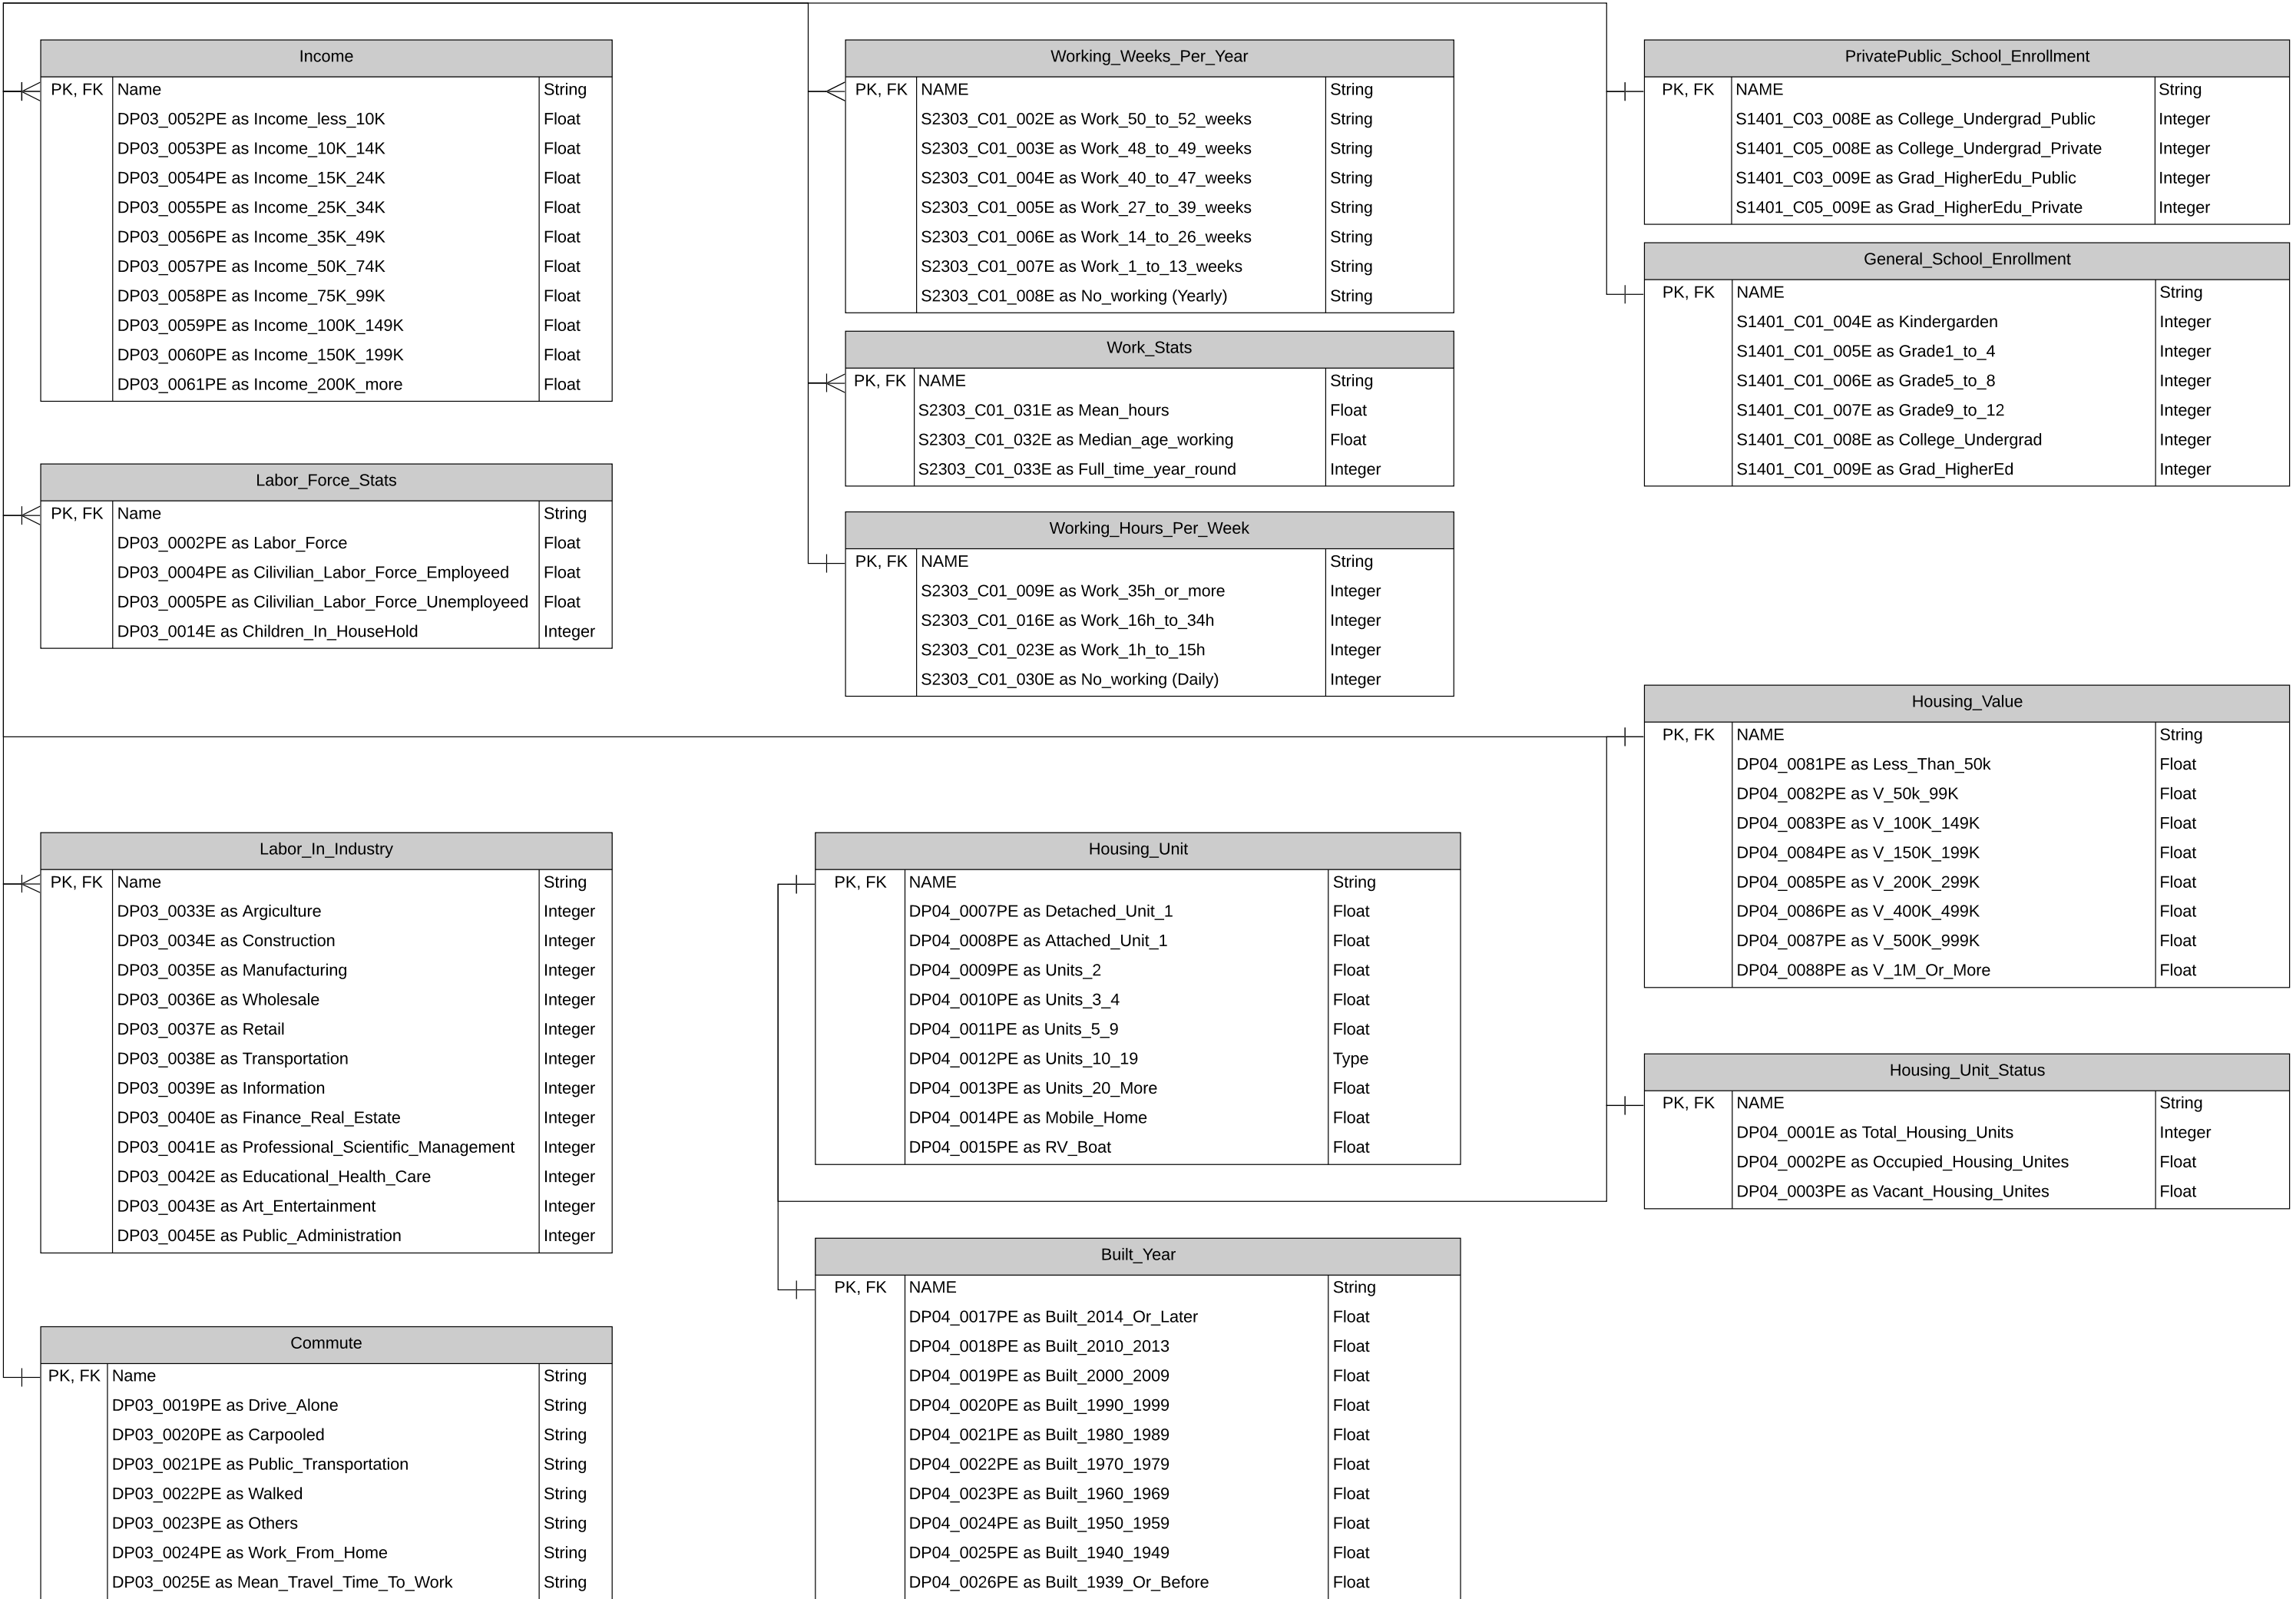 Income
PK, FK Name String
DP03_0052PE as Income_less_10K Float
DP03_0053PE as Income_10K_14K Float
DP03_0054PE as Income_15K_24K Float
DP03_0055PE as Income_25K_34K Float
DP03_0056PE as Income_35K_49K Float
DP03_0057PE as Income_50K_74K Float
DP03_0058PE as Income_75K_99K Float
DP03_0059PE as Income_100K_149K Float
DP03_0060PE as Income_150K_199K Float
DP03_0061PE as Income_200K_more Float
Labor_Force_Stats
PK, FK Name String
DP03_0002PE as Labor_Force Float
DP03_0004PE as Cilivilian_Labor_Force_Employeed Float
DP03_0005PE as Cilivilian_Labor_Force_Unemployeed Float
DP03_0014E as Children_In_HouseHold Integer
Labor_In_Industry
PK, FK Name String
DP03_0033E as Argiculture Integer
DP03_0034E as Construction Integer
DP03_0035E as Manufacturing Integer
DP03_0036E as Wholesale Integer
DP03_0037E as Retail Integer
DP03_0038E as Transportation Integer
DP03_0039E as Information Integer
DP03_0040E as Finance_Real_Estate Integer
DP03_0041E as Professional_Scientific_Management Integer
DP03_0042E as Educational_Health_Care Integer
DP03_0043E as Art_Entertainment Integer
DP03_0045E as Public_Administration Integer
Commute
PK, FK Name String
DP03_0019PE as Drive_Alone String
DP03_0020PE as Carpooled String
DP03_0021PE as Public_Transportation String
DP03_0022PE as Walked String
DP03_0023PE as Others String
DP03_0024PE as Work_From_Home String
DP03_0025E as Mean_Travel_Time_To_Work String
Working_Weeks_Per_Year
PK, FK NAME String
S2303_C01_002E as Work_50_to_52_weeks String
S2303_C01_003E as Work_48_to_49_weeks String
S2303_C01_004E as Work_40_to_47_weeks String
S2303_C01_005E as Work_27_to_39_weeks String
S2303_C01_006E as Work_14_to_26_weeks String
S2303_C01_007E as Work_1_to_13_weeks String
S2303_C01_008E as No_working (Yearly) String
Work_Stats
PK, FK NAME String
S2303_C01_031E as Mean_hours Float
S2303_C01_032E as Median_age_working Float
S2303_C01_033E as Full_time_year_round Integer
Working_Hours_Per_Week
PK, FK NAME String
S2303_C01_009E as Work_35h_or_more Integer
S2303_C01_016E as Work_16h_to_34h Integer
S2303_C01_023E as Work_1h_to_15h Integer
S2303_C01_030E as No_working (Daily) Integer
Housing_Unit
PK, FK NAME String
DP04_0007PE as Detached_Unit_1 Float
DP04_0008PE as Attached_Unit_1 Float
DP04_0009PE as Units_2 Float
DP04_0010PE as Units_3_4 Float
DP04_0011PE as Units_5_9 Float
DP04_0012PE as Units_10_19 Type
DP04_0013PE as Units_20_More Float
DP04_0014PE as Mobile_Home Float
DP04_0015PE as RV_Boat Float
Built_Year
PK, FK NAME String
DP04_0017PE as Built_2014_Or_Later Float
DP04_0018PE as Built_2010_2013 Float
DP04_0019PE as Built_2000_2009 Float
DP04_0020PE as Built_1990_1999 Float
DP04_0021PE as Built_1980_1989 Float
DP04_0022PE as Built_1970_1979 Float
DP04_0023PE as Built_1960_1969 Float
DP04_0024PE as Built_1950_1959 Float
DP04_0025PE as Built_1940_1949 Float
DP04_0026PE as Built_1939_Or_Before Float
PrivatePublic_School_Enrollment
PK, FK NAME String
S1401_C03_008E as College_Undergrad_Public Integer
S1401_C05_008E as College_Undergrad_Private Integer
S1401_C03_009E as Grad_HigherEdu_Public Integer
S1401_C05_009E as Grad_HigherEdu_Private Integer
General_School_Enrollment
PK, FK NAME String
S1401_C01_004E as Kindergarden Integer
S1401_C01_005E as Grade1_to_4 Integer
S1401_C01_006E as Grade5_to_8 Integer
S1401_C01_007E as Grade9_to_12 Integer
S1401_C01_008E as College_Undergrad Integer
S1401_C01_009E as Grad_HigherEd Integer
Housing_Value
PK, FK NAME String
DP04_0081PE as Less_Than_50k Float
DP04_0082PE as V_50k_99K Float
DP04_0083PE as V_100K_149K Float
DP04_0084PE as V_150K_199K Float
DP04_0085PE as V_200K_299K Float
DP04_0086PE as V_400K_499K Float
DP04_0087PE as V_500K_999K Float
DP04_0088PE as V_1M_Or_More Float
Housing_Unit_Status
PK, FK NAME String
DP04_0001E as Total_Housing_Units Integer
DP04_0002PE as Occupied_Housing_Unites Float
DP04_0003PE as Vacant_Housing_Unites Float